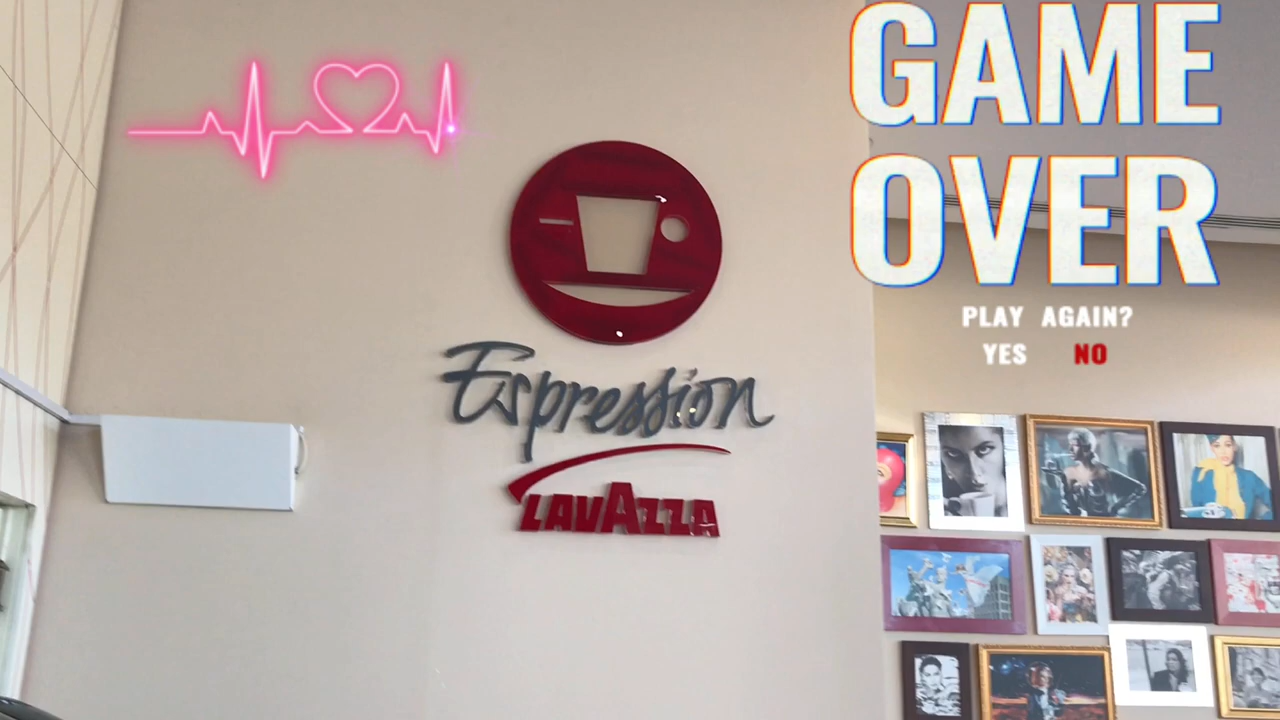 GAME
OVER
PLAY AGAIN?
YES NO
Espression
LAVAZZA